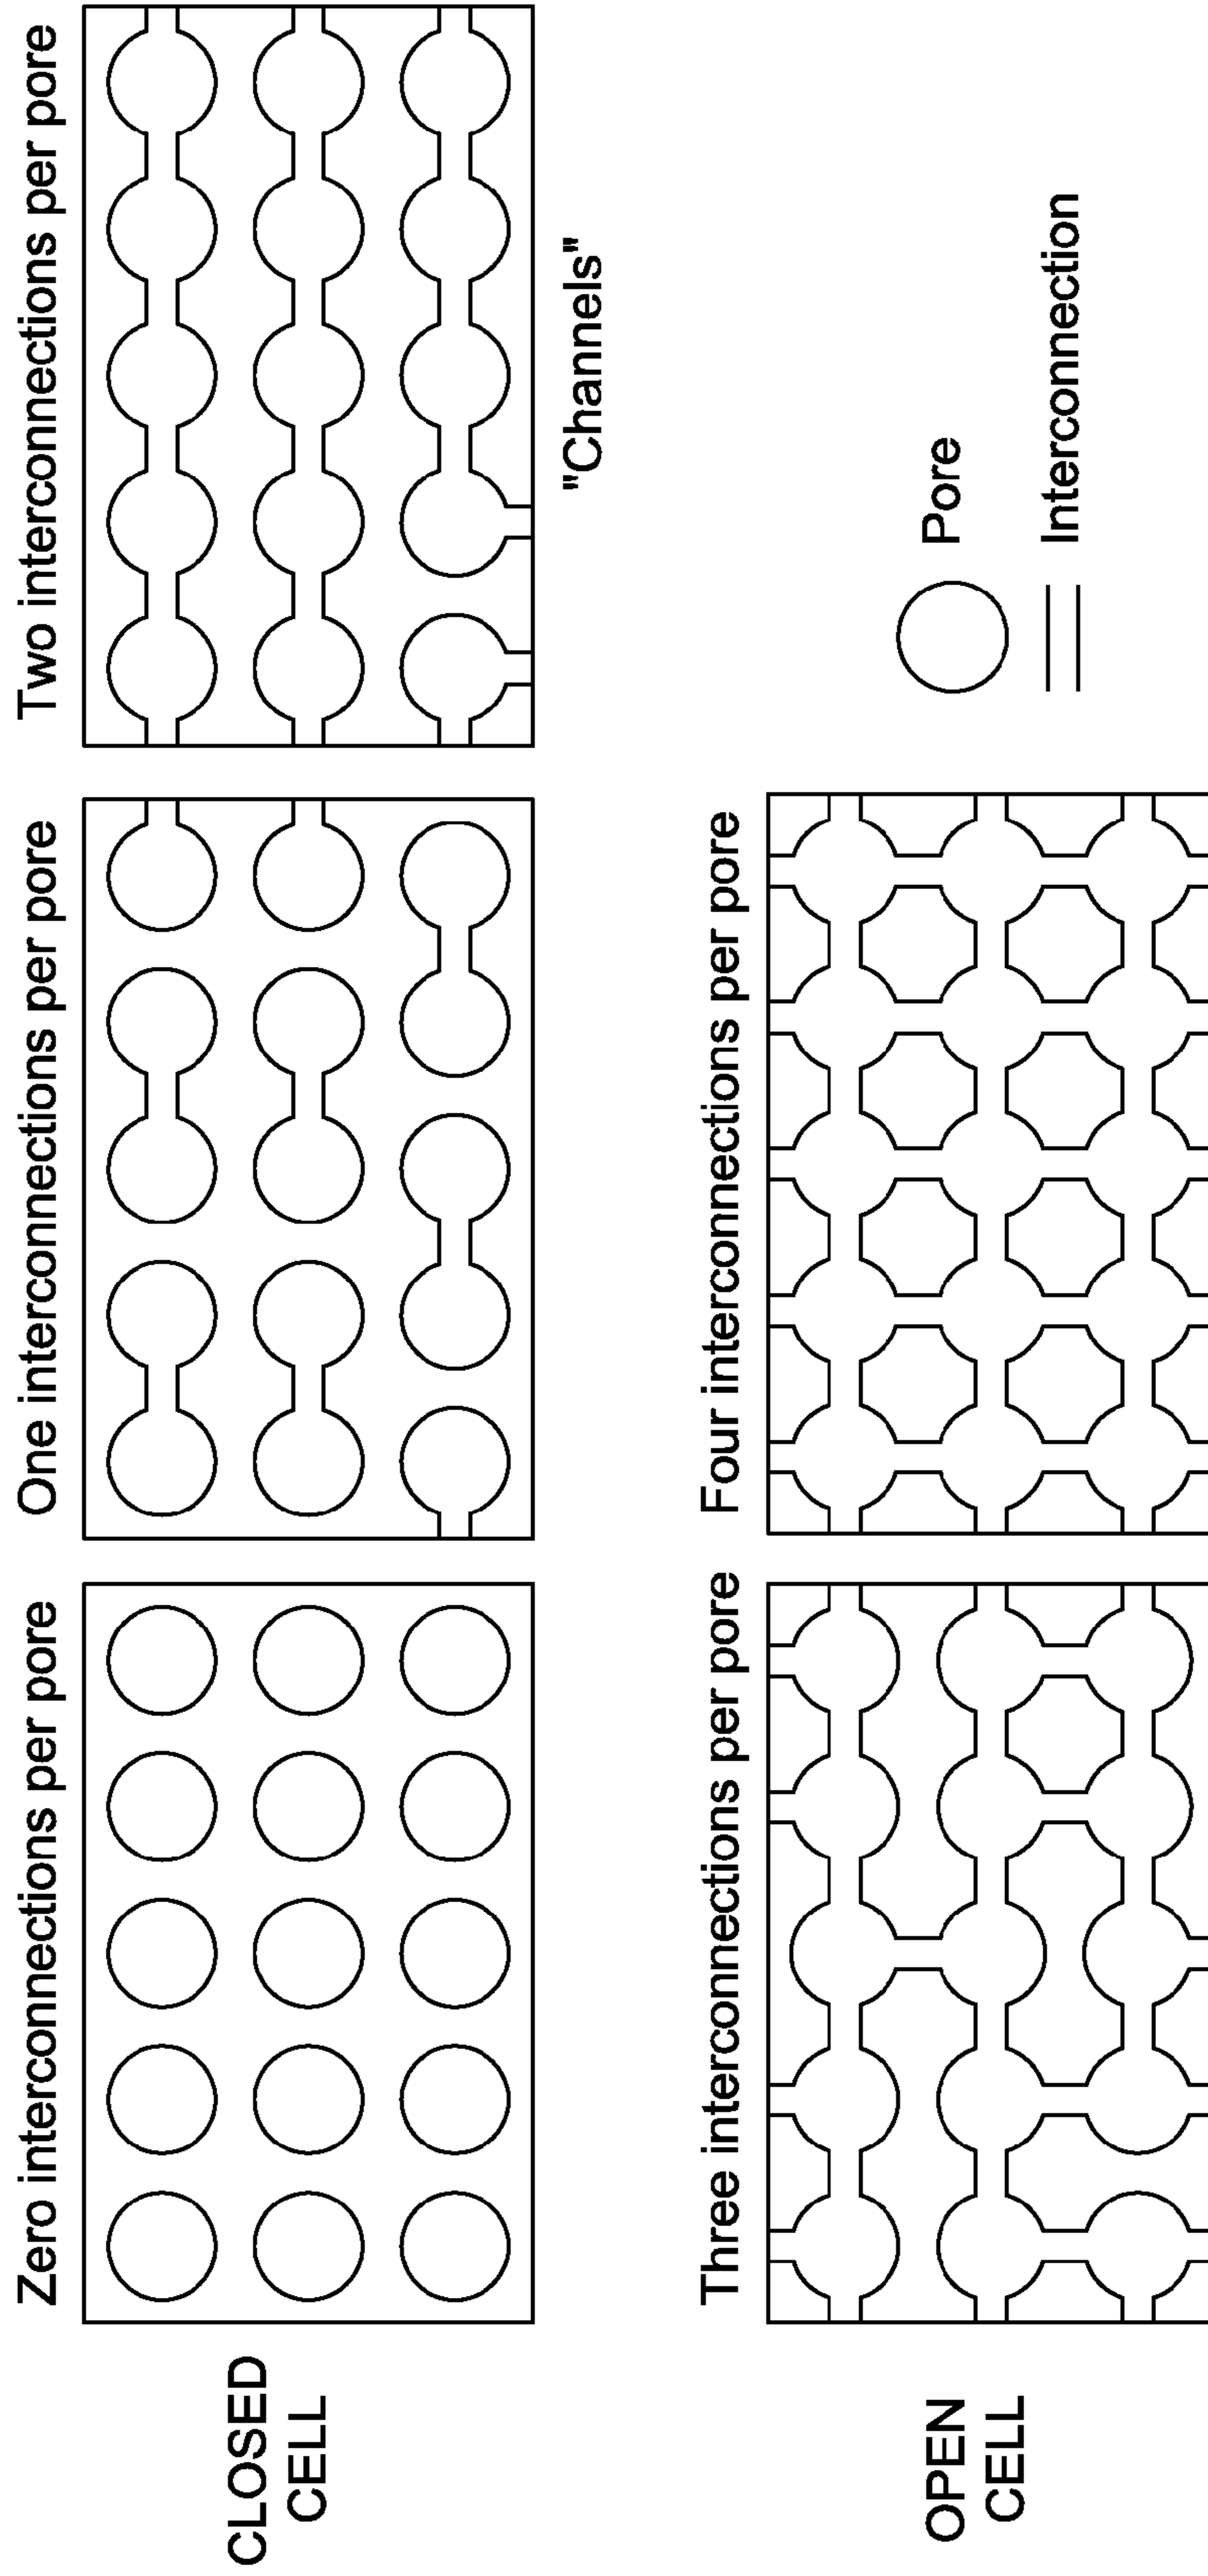 Zero interconnections per pore
One interconnections per pore
Two interconnections per pore
CLOSED
CELL
"Channels"
Three interconnections per pore
Four interconnections per pore
OPEN
CELL
Pore
Interconnection